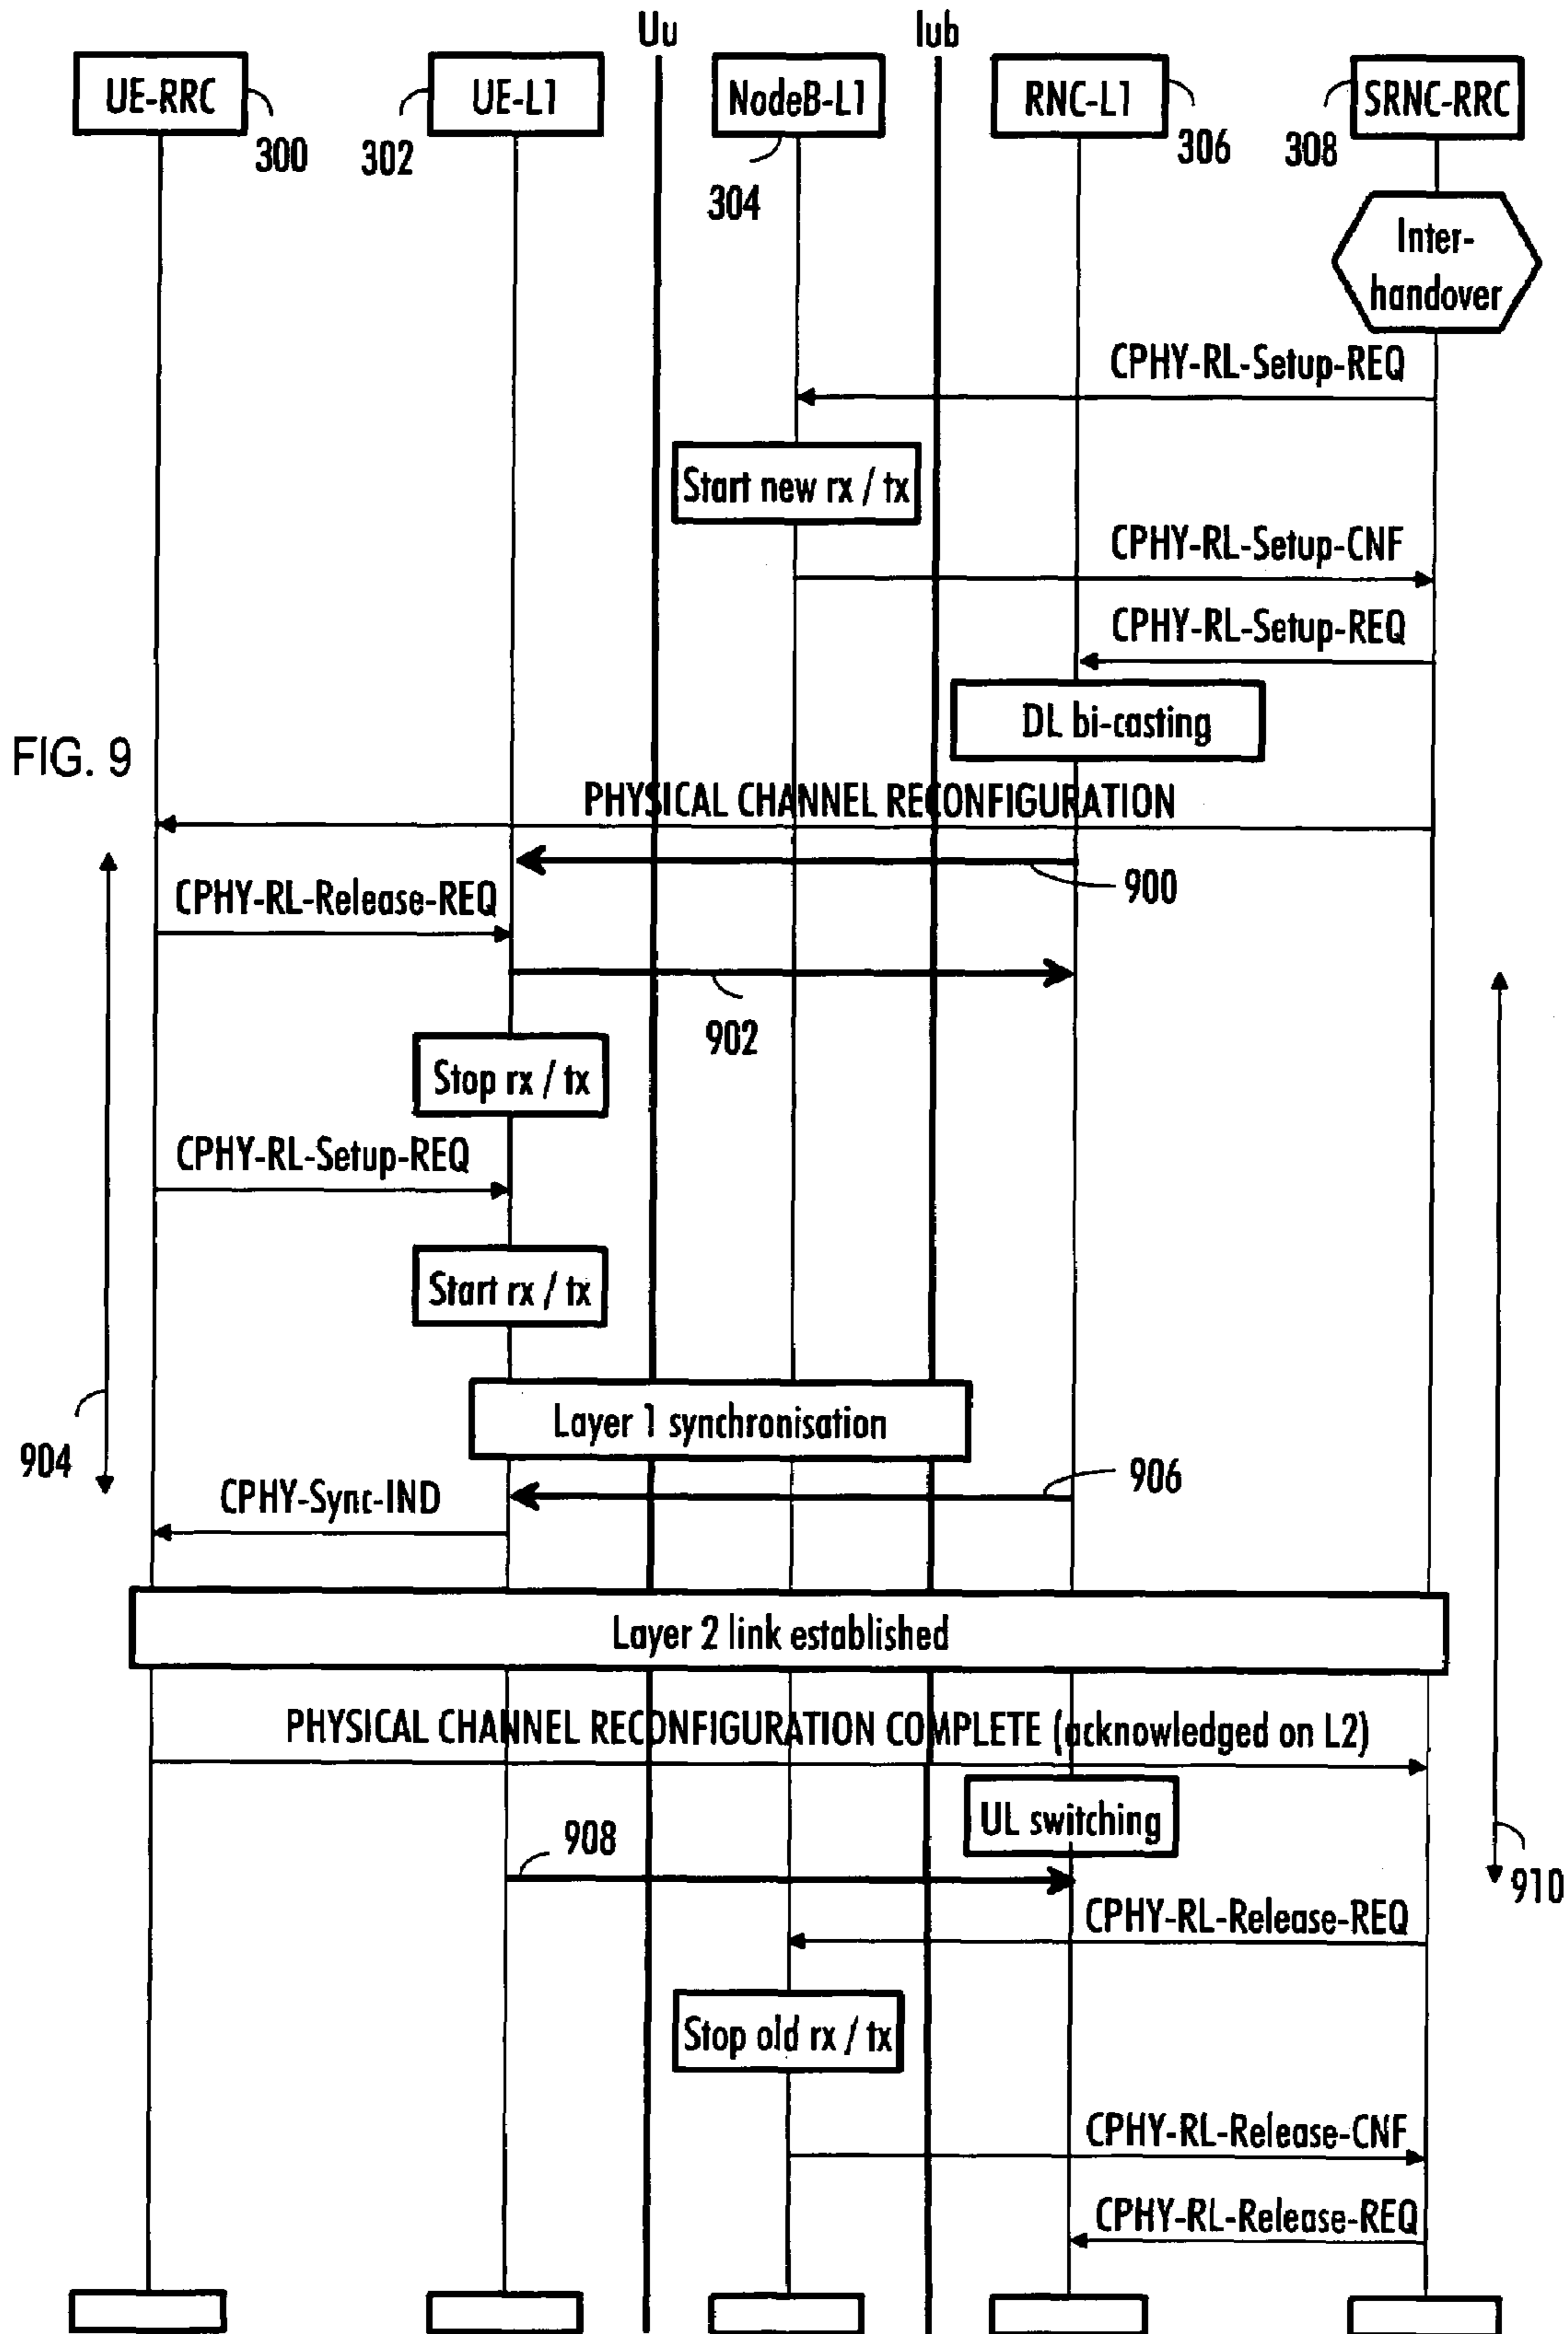 Uu
Iub
UE-RRC
UE-L1
NodeB-L1
RNC-L1
SRNC-RRC
300
302
304
306
308
Inter-
handover
CPHY-RL-Setup-REQ
Start new rx / tx
CPHY-RL-Setup-CNF
CPHY-RL-Setup-REQ
DL bi-casting
FIG. 9
PHYSICAL CHANNEL RECONFIGURATION
900
CPHY-RL-Release-REQ
902
Stop rx / tx
CPHY-RL-Setup-REQ
Start rx / tx
Layer 1 synchronisation
904
906
CPHY-Sync-IND
Layer 2 link established
PHYSICAL CHANNEL RECONFIGURATION COMPLETE (acknowledged on L2)
UL switching
908
910
CPHY-RL-Release-REQ
Stop old rx / tx
CPHY-RL-Release-CNF
CPHY-RL-Release-REQ